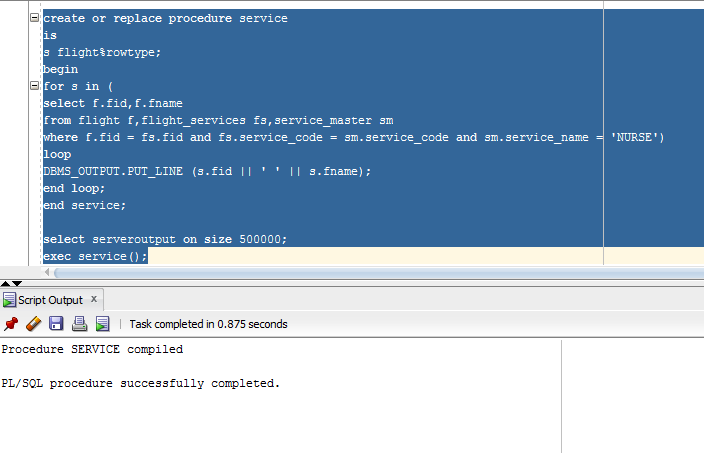 create or replace procedure service
is
s flight%rowtype;
begin
for s in (
select f.fid,f.fname
from flight f,flight_services fs,service_master sm
where f.fid = fs.fid and fs.service_code = sm.service_code and sm.service_name = 'NURSE')
loop
DBMS_OUTPUT.PUT_LINE (s.fid || ' ' || s.fname);
end loop;
end service;
select serveroutput on size 500000;
exec service();
Script Output x
Task completed in 0.875 seconds
Procedure SERVICE compiled
PL/SQL procedure successfully completed.